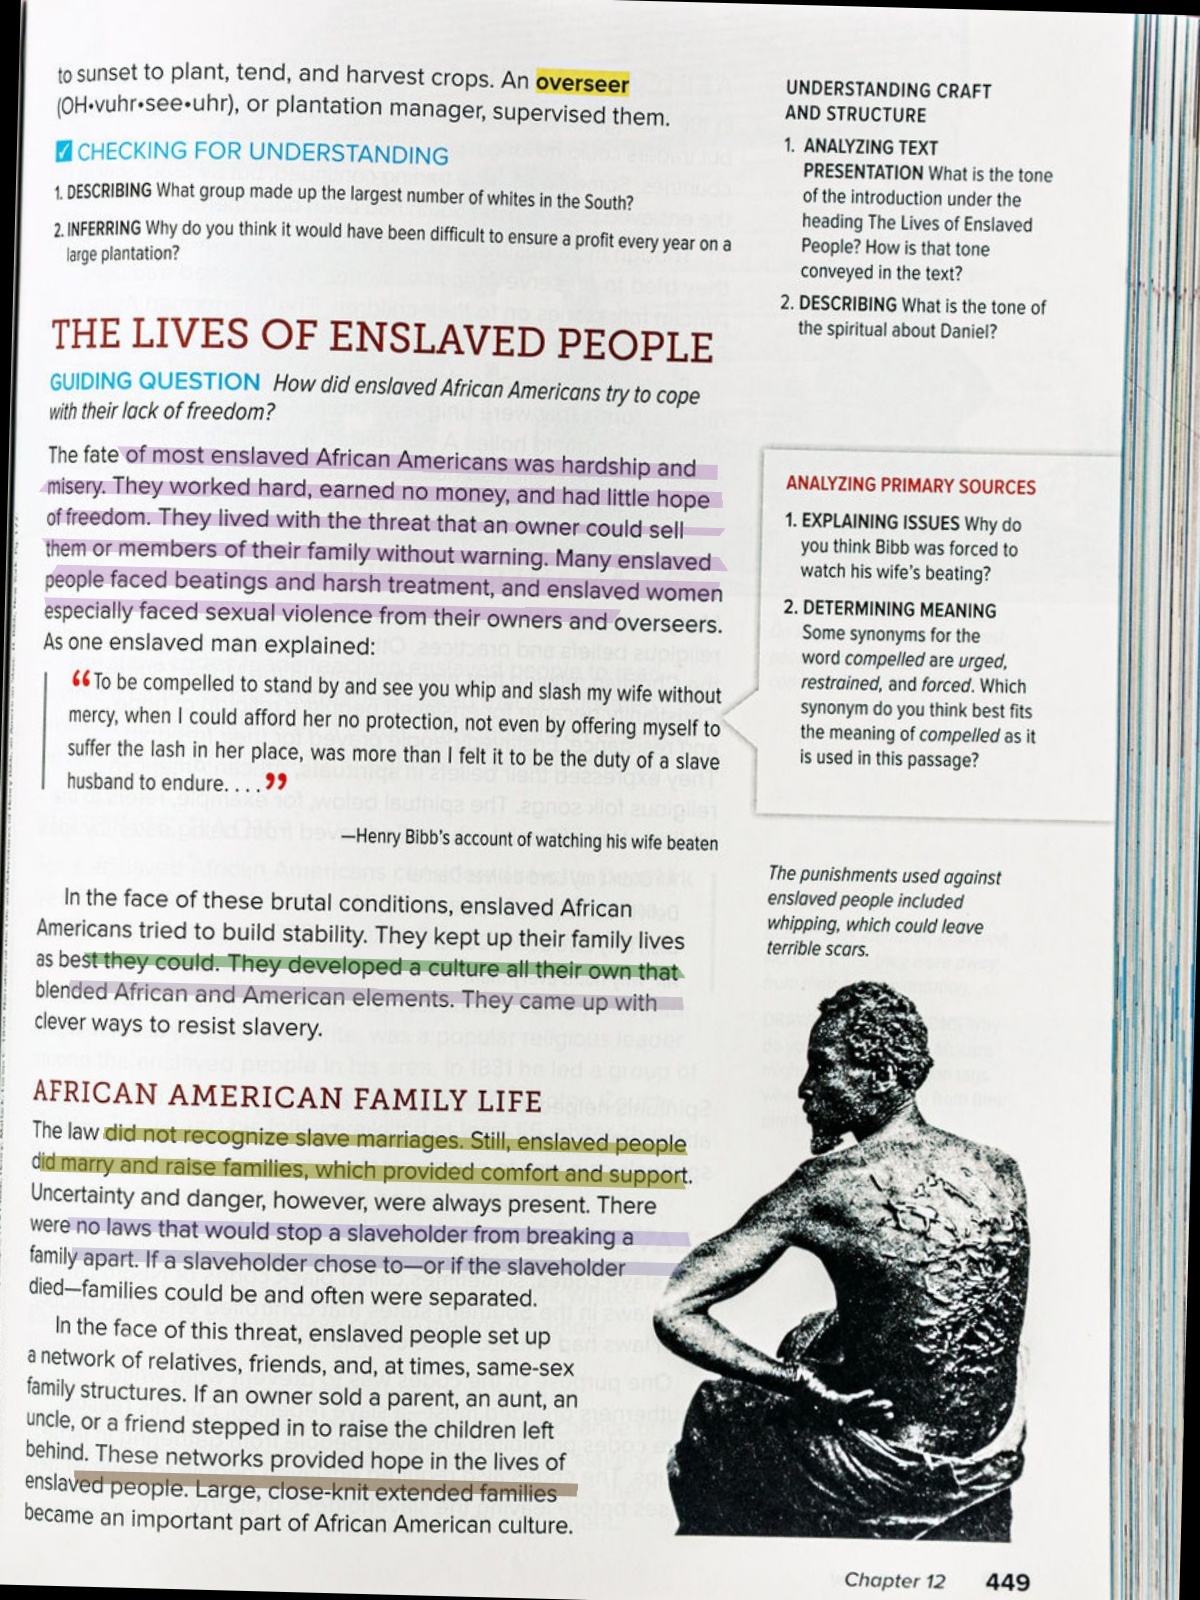 to sunset to plant, tend, and harvest crops. An overseer
(OH•vuhr•see•uhr), or plantation manager, supervised them.
CHECKING FOR UNDERSTANDING
1. DESCRIBING What group made up the largest number of whites in the South?
2. INFERRING Why do you think it would have been difficult to ensure a profit every year on a
large plantation?
THE LIVES OF ENSLAVED PEOPLE
GUIDING QUESTION How did enslaved African Americans try to cope
with their lack of freedom?
The fate of most enslaved African Americans was hardship and
misery. They worked hard, earned no money, and had little hope
of freedom. They lived with the threat that an owner could sell
them or members of their family without warning. Many enslaved
people faced beatings and harsh treatment, and enslaved women
especially faced sexual violence from their owners and overseers.
As one enslaved man explained:
“To be compelled to stand by and see you whip and slash my wife without
mercy, when I could afford her no protection, not even by offering myself to
suffer the lash in her place, was more than I felt it to be the duty of a slave
husband to endure. . . . ”
—Henry Bibb's account of watching his wife beaten
In the face of these brutal conditions, enslaved African
Americans tried to build stability. They kept up their family lives
as best they could. They developed a culture all their own that
blended African and American elements. They came up with
clever ways to resist slavery.
AFRICAN AMERICAN FAMILY LIFE
The law did not recognize slave marriages. Still, enslaved people
did marry and raise families, which provided comfort and support.
Uncertainty and danger, however, were always present. There
were no laws that would stop a slaveholder from breaking a
family apart. If a slaveholder chose to—or if the slaveholder
died—families could be and often were separated.
In the face of this threat, enslaved people set up
a network of relatives, friends, and, at times, same-sex
family structures. If an owner sold a parent, an aunt, an
uncle, or a friend stepped in to raise the children left
behind. These networks provided hope in the lives of
enslaved people. Large, close-knit extended families
became an important part of African American culture.
UNDERSTANDING CRAFT
AND STRUCTURE
1. ANALYZING TEXT
PRESENTATION What is the tone
of the introduction under the
heading The Lives of Enslaved
People? How is that tone
conveyed in the text?
2. DESCRIBING What is the tone of
the spiritual about Daniel?
ANALYZING PRIMARY SOURCES
1. EXPLAINING ISSUES Why do
you think Bibb was forced to
watch his wife's beating?
2. DETERMINING MEANING
Some synonyms for the
word compelled are urged,
restrained, and forced. Which
synonym do you think best fits
the meaning of compelled as it
is used in this passage?
The punishments used against
enslaved people included
whipping, which could leave
terrible scars.
Chapter 12 449